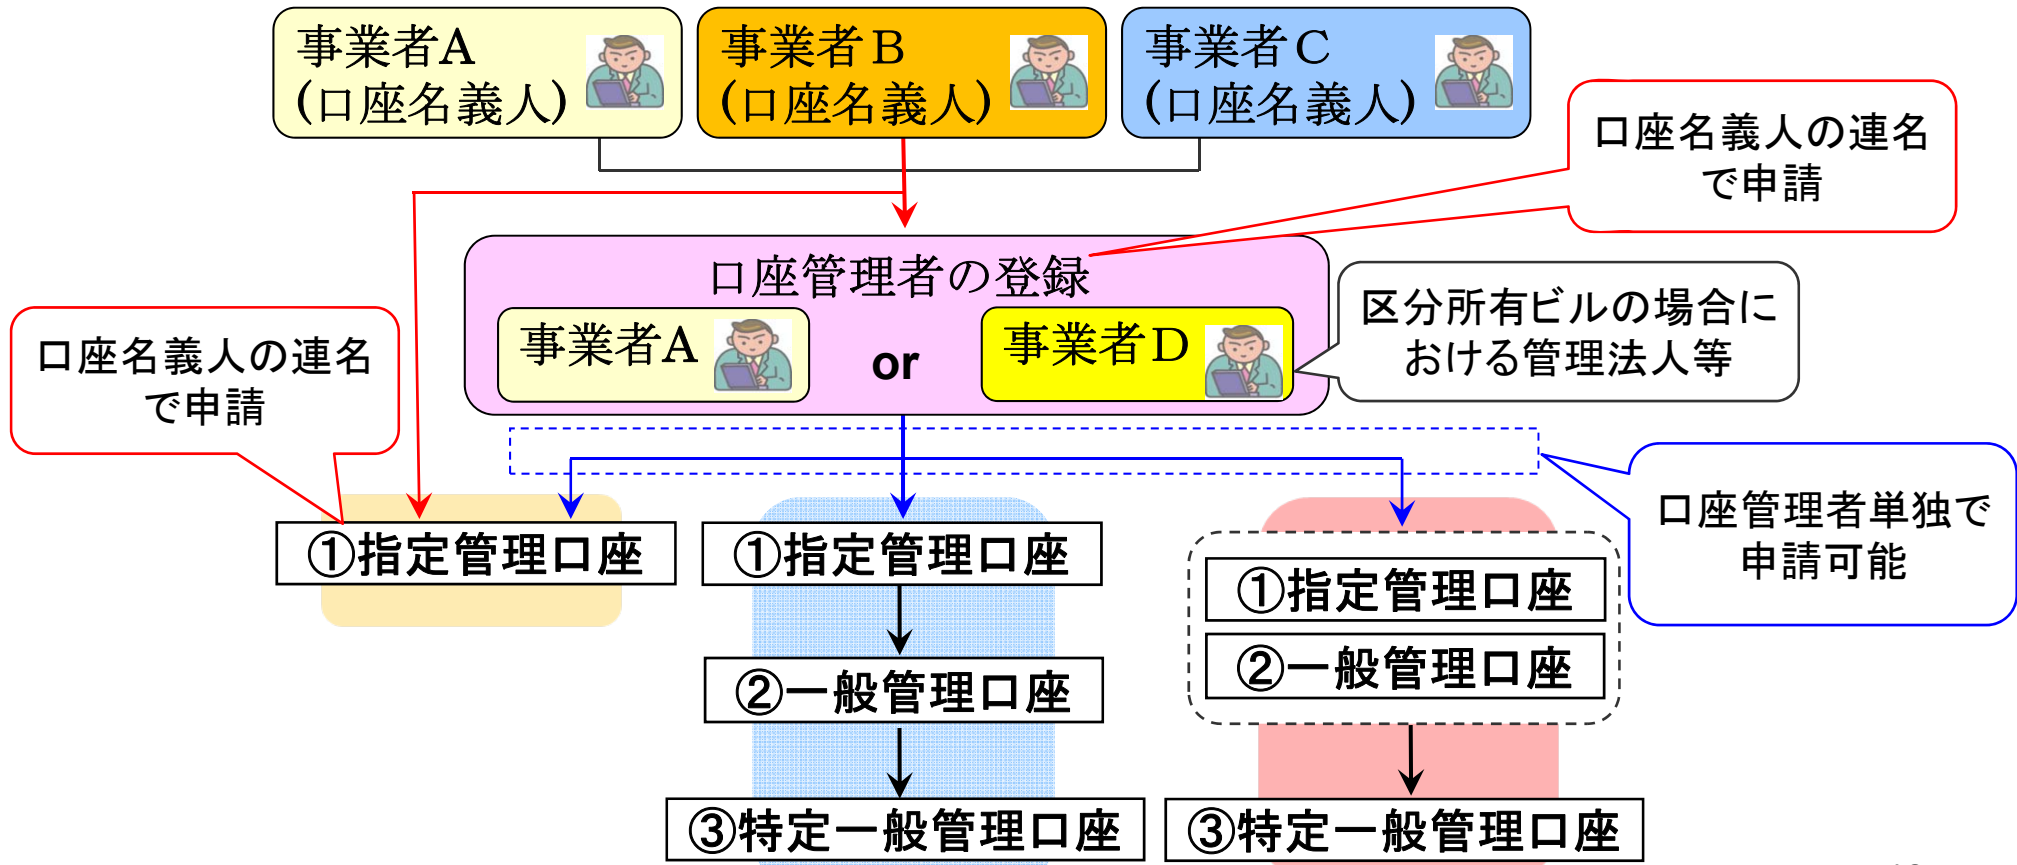 事業者A
(口座名義人)
事業者B
(口座名義人)
事業者C
(口座名義人)
口座名義人の連名
で申請
口座管理者の登録
事業者A
or
事業者D
区分所有ビルの場合に
おける管理法人等
口座名義人の連名
で申請
口座管理者単独で
申請可能
①指定管理口座
①指定管理口座
②一般管理口座
③特定一般管理口座
①指定管理口座
②一般管理口座
③特定一般管理口座